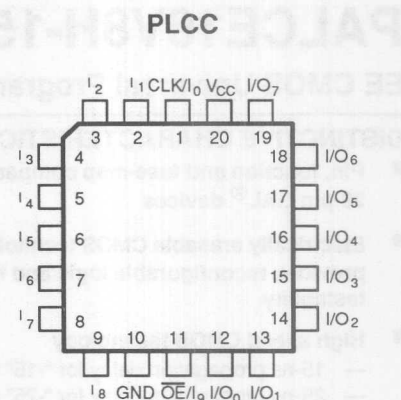 PLCC
I2 I1 CLK/I0 VCC I/O7
3 2 1 20 19
I3 4 18 I/O6
I4 5 17 I/O5
I5 6 16 I/O4
I6 7 15 I/O3
I7 8 14 I/O2
9 10 11 12 13
I8 GND O̅E̅/I9 I/O0 I/O1